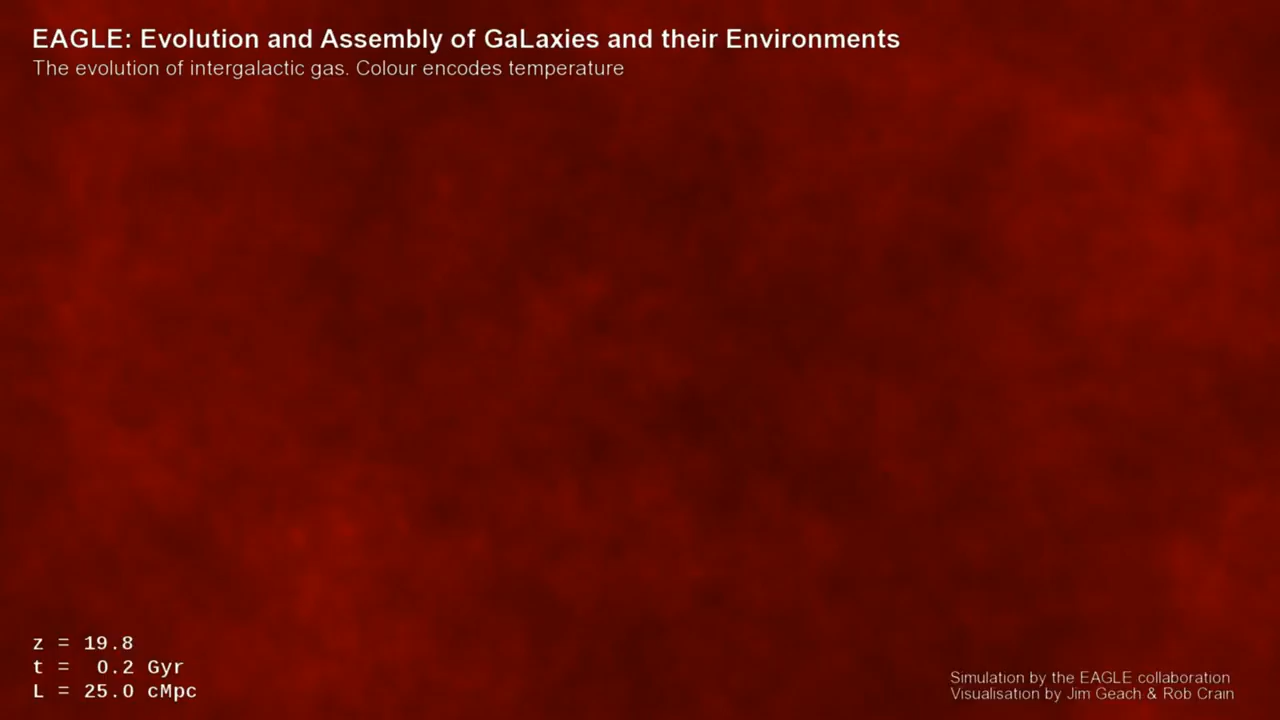 EAGLE: Evolution and Assembly of GaLaxies and their Environments
The evolution of intergalactic gas. Colour encodes temperature
z = 19.8
t = 0.2 Gyr
L = 25.0 cMpc
Simulation by the EAGLE collaboration
Visualisation by Jim Geach & Rob Crain